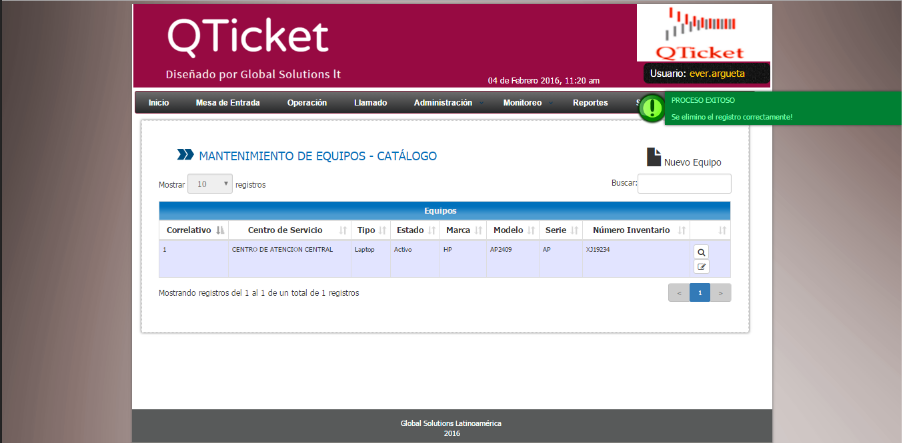 QTicket
Diseñado por Global Solutions lt
QTicket
04 de Febrero 2016, 11:20 am
Usuario: ever.argueta
Inicio Mesa de Entrada Operación Llamado Administración Monitoreo Reportes S
PROCESO EXITOSO
Se elimino el registro correctamente!
MANTENIMIENTO DE EQUIPOS - CATÁLOGO
Nuevo Equipo
Mostrar 10 registros
Buscar:
Equipos
Correlativo Centro de Servicio Tipo Estado Marca Modelo Serie Número Inventario
1 CENTRO DE ATENCION CENTRAL Laptop Activo HP AP2409 AP XJ19234
Mostrando registros del 1 al 1 de un total de 1 registros
« 1 »
Global Solutions Latinoamérica
2016